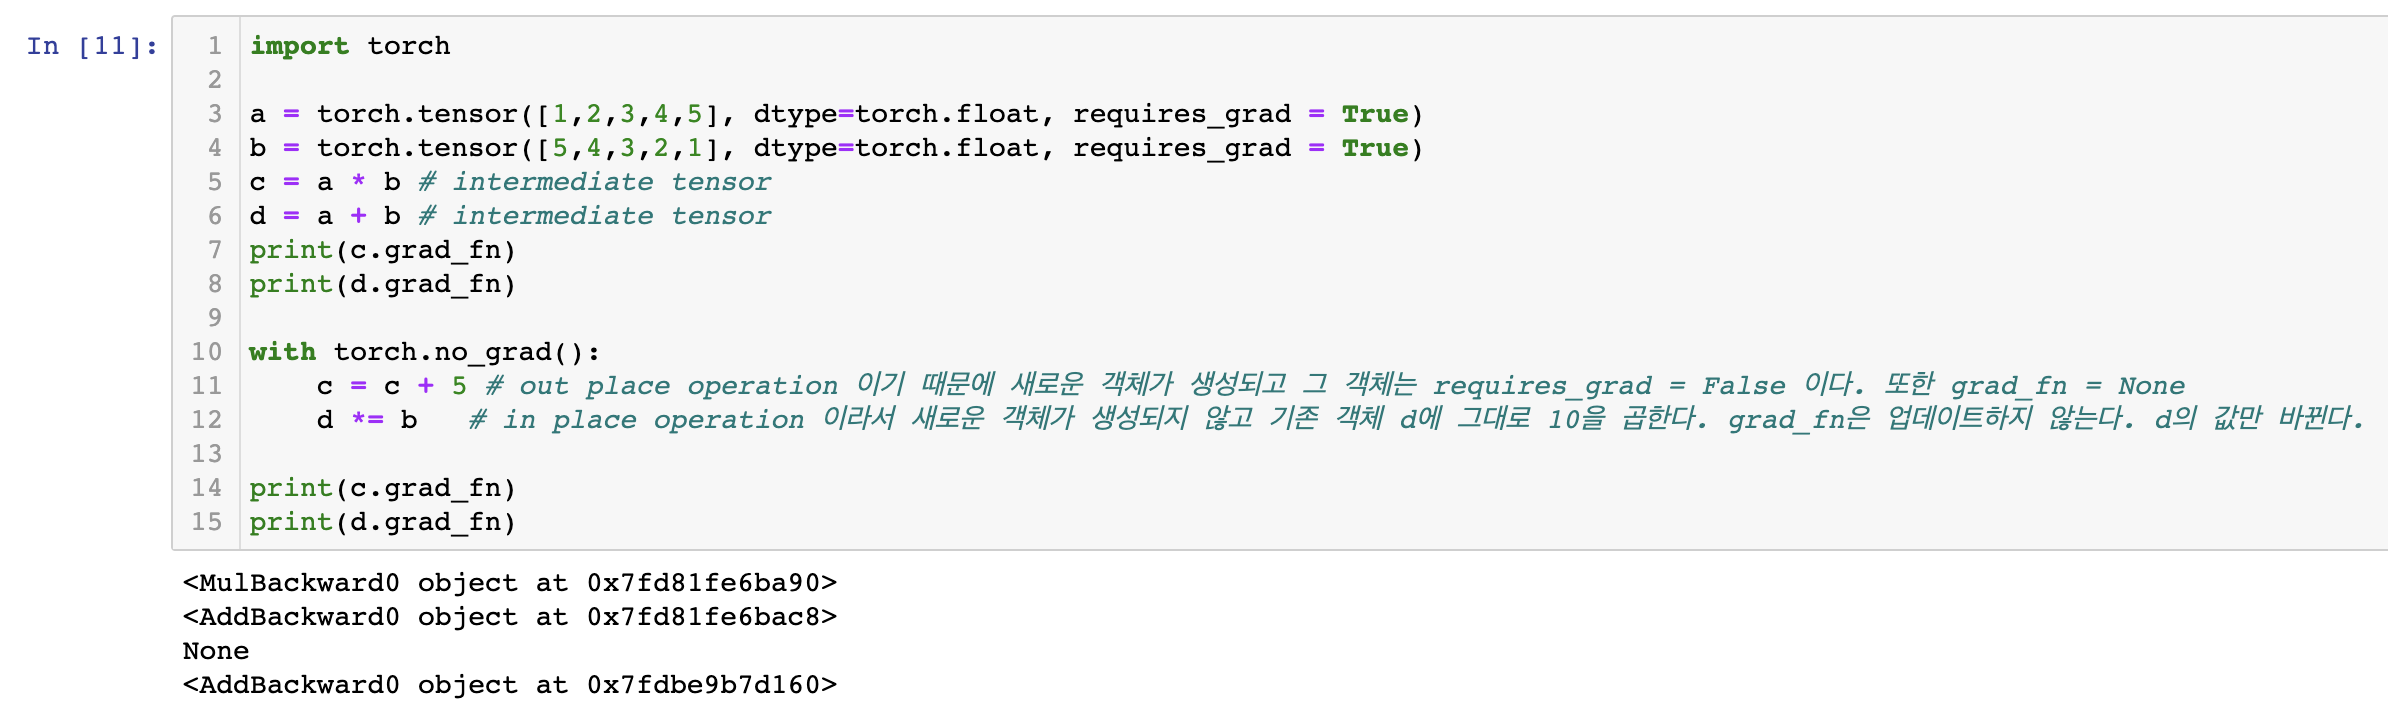 In [11]:
1 import torch
2
3 a = torch.tensor([1,2,3,4,5], dtype=torch.float, requires_grad = True)
4 b = torch.tensor([5,4,3,2,1], dtype=torch.float, requires_grad = True)
5 c = a * b # intermediate tensor
6 d = a + b # intermediate tensor
7 print(c.grad_fn)
8 print(d.grad_fn)
9
10 with torch.no_grad():
11     c = c + 5 # out place operation 이기 때문에 새로운 객체가 생성되고 그 객체는 requires_grad = False 이다. 또한 grad_fn = None
12     d *= b   # in place operation 이라서 새로운 객체가 생성되지 않고 기존 객체 d에 그대로 10을 곱한다. grad_fn은 업데이트하지 않는다. d의 값만 바뀐다.
13
14 print(c.grad_fn)
15 print(d.grad_fn)
<MulBackward0 object at 0x7fd81fe6ba90>
<AddBackward0 object at 0x7fd81fe6bac8>
None
<AddBackward0 object at 0x7fdbe9b7d160>